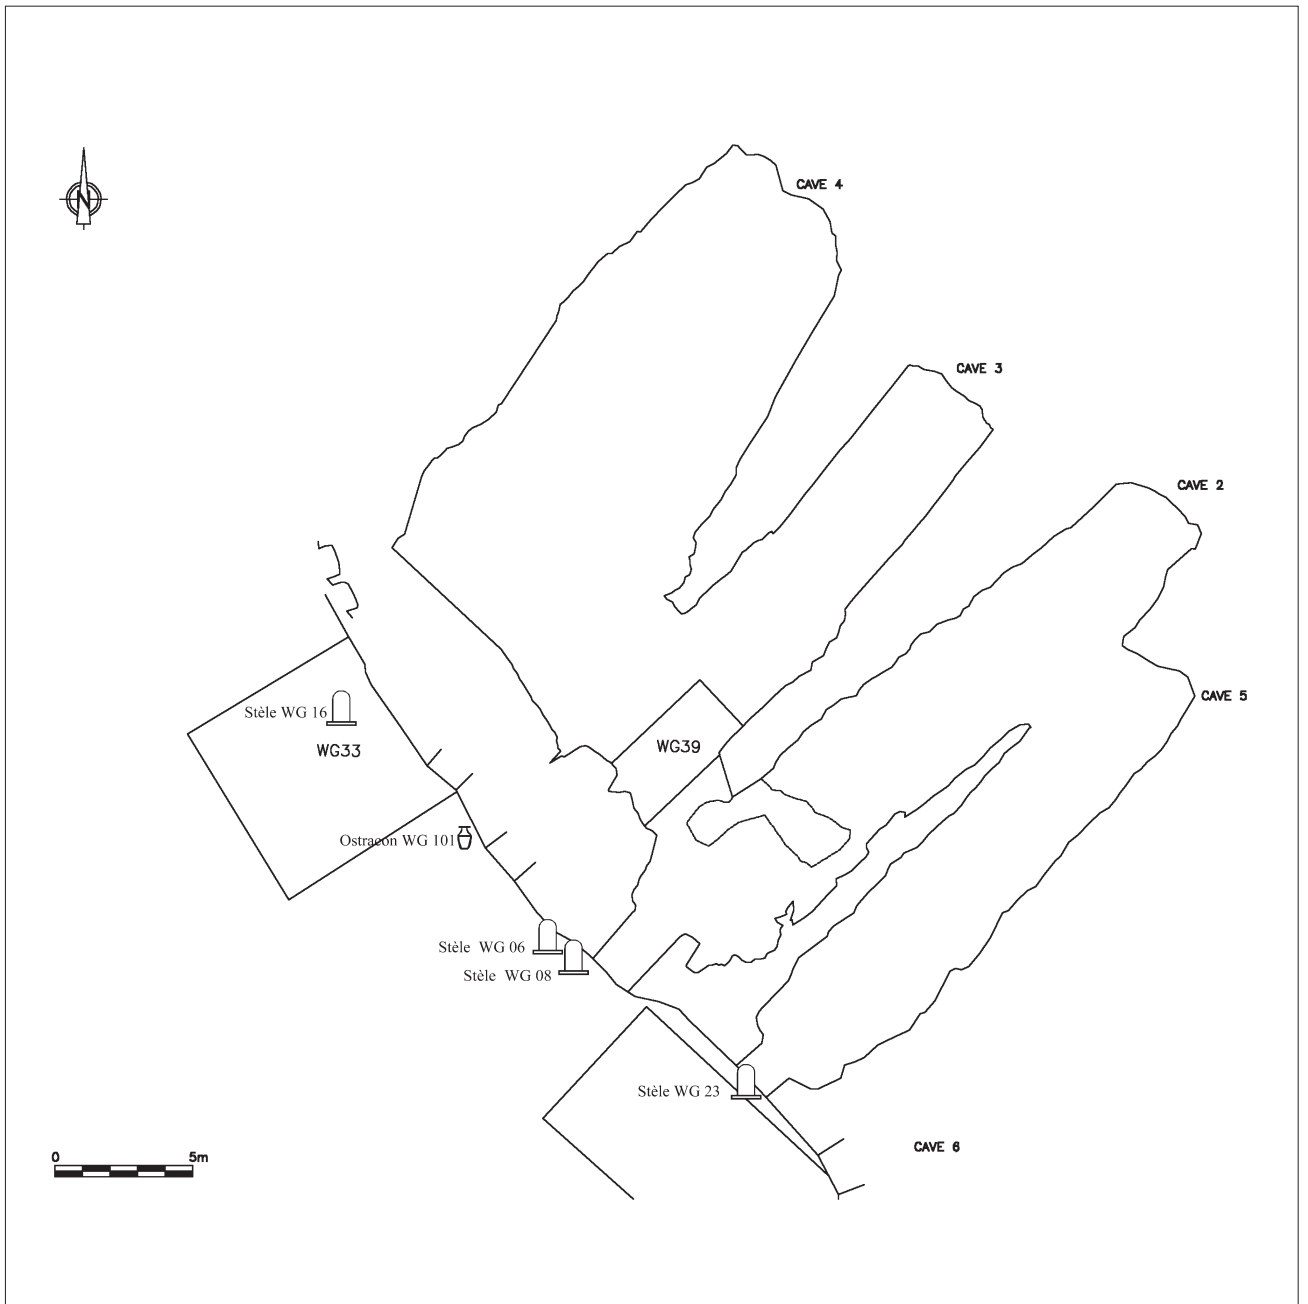 CAVE 4
N
CAVE 3
CAVE 2
CAVE 5
Stèle WG 16
WG33
WG39
Ostracon WG 101
Stèle WG 06
Stèle WG 08
Stèle WG 23
CAVE 6
0 5m